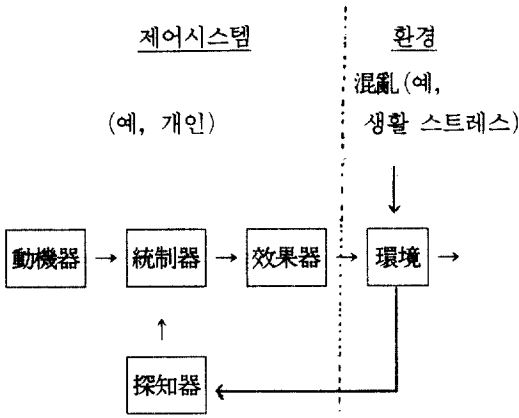 제어시스템 환경
混亂(예,
(예, 개인) 생활 스트레스)
動機器 → 統制器 → 效果器 → 環境 →
↑
探知器